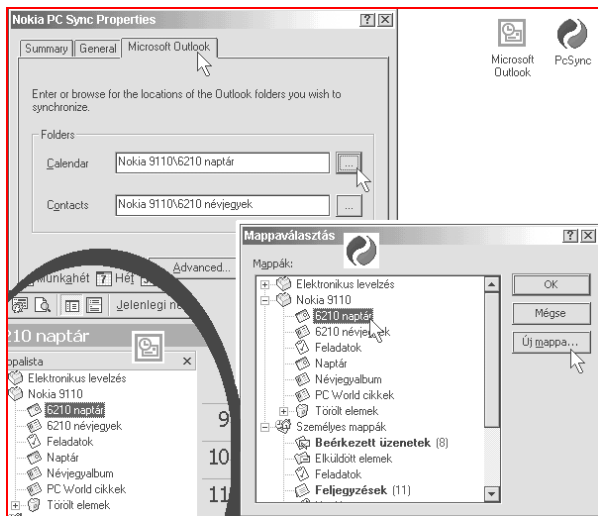 Nokia PC Sync Properties
Summary General Microsoft Outlook
Enter or browse for the locations of the Outlook folders you wish to
synchronize.
Folders
Calendar Nokia 9110\6210 naptár ...
Contacts Nokia 9110\6210 névjegyek ...
Advanced...
Microsoft
Outlook
PcSync
Munkahét 7 Hét
Jelenlegi
210 naptár
Elektronikus levelzés
Nokia 9110
6210 naptár
6210 névjegyek
Feladatok
Naptár
Névjegyalbum
PC World cikkek
Törölt elemek
9
10
11
Mappaválasztás
Mappák:
Elektronikus levelzés
Nokia 9110
6210 naptár
6210 névjegyek
Feladatok
Naptár
Névjegyalbum
PC World cikkek
Törölt elemek
Személyes mappák
Beérkezett üzenetek (8)
Elküldött elemek
Feladatok
Feljegyzések (11)
OK
Mégse
Új mappa...